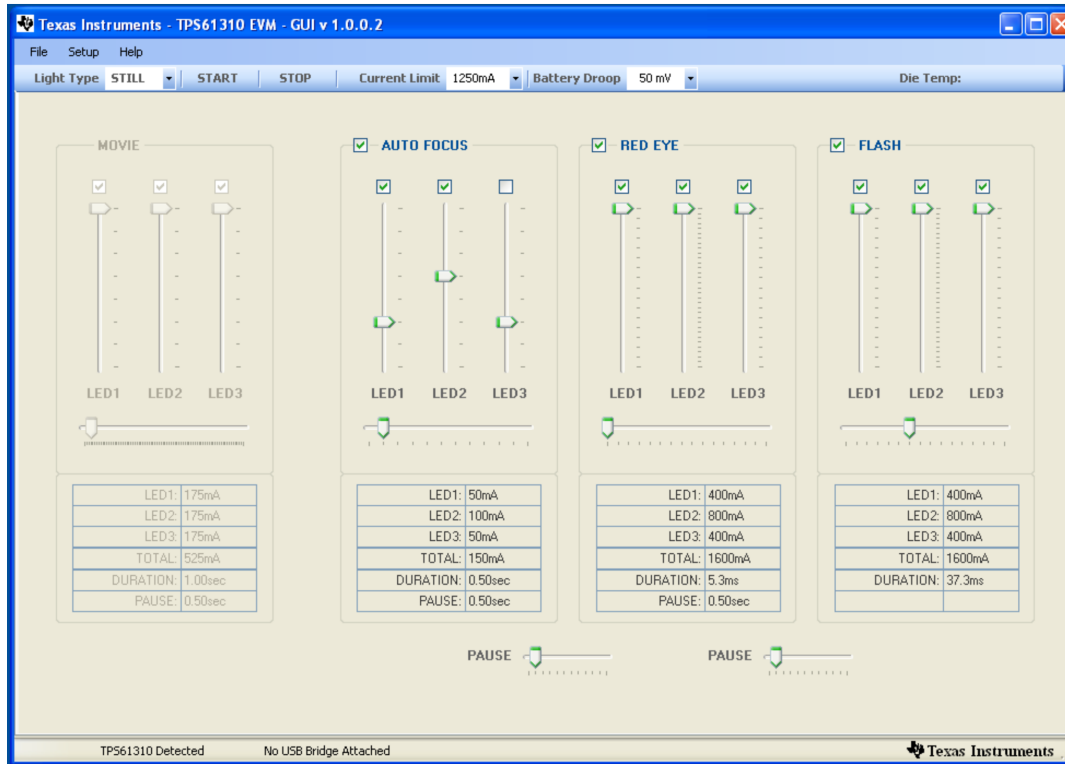 Texas Instruments - TPS61310 EVM - GUI v 1.0.0.2
File Setup Help
Light Type STILL START STOP Current Limit 1250mA Battery Droop 50 mV Die Temp:
MOVIE
LED1 LED2 LED3
LED1: 175mA
LED2: 175mA
LED3: 175mA
TOTAL: 525mA
DURATION: 1.00sec
PAUSE: 0.50sec
AUTO FOCUS
LED1 LED2 LED3
LED1: 50mA
LED2: 100mA
LED3: 50mA
TOTAL: 150mA
DURATION: 0.50sec
PAUSE: 0.50sec
RED EYE
LED1 LED2 LED3
LED1: 400mA
LED2: 800mA
LED3: 400mA
TOTAL: 1600mA
DURATION: 5.3ms
PAUSE: 0.50sec
FLASH
LED1 LED2 LED3
LED1: 400mA
LED2: 800mA
LED3: 400mA
TOTAL: 1600mA
DURATION: 37.3ms
PAUSE PAUSE
TPS61310 Detected No USB Bridge Attached Texas Instruments